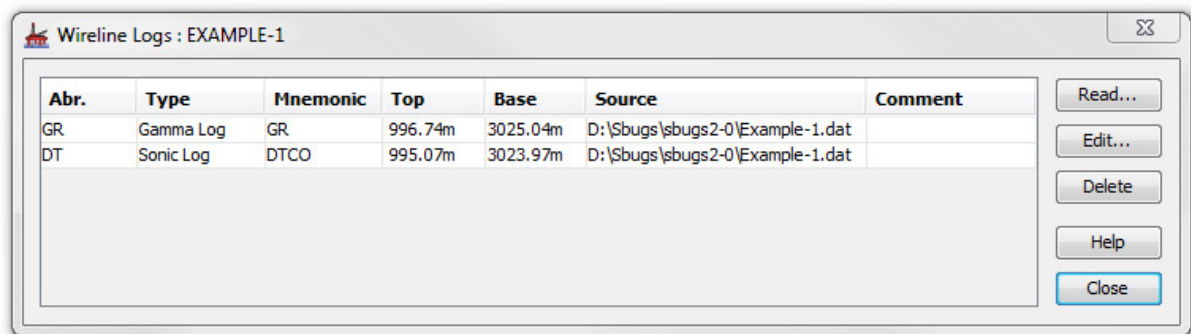 Wireline Logs : EXAMPLE-1
Abr. Type Mnemonic Top Base Source Comment
GR Gamma Log GR 996.74m 3025.04m D:\Sbugs\sbugs2-0\Example-1.dat
DT Sonic Log DTCO 995.07m 3023.97m D:\Sbugs\sbugs2-0\Example-1.dat
Read...
Edit...
Delete
Help
Close